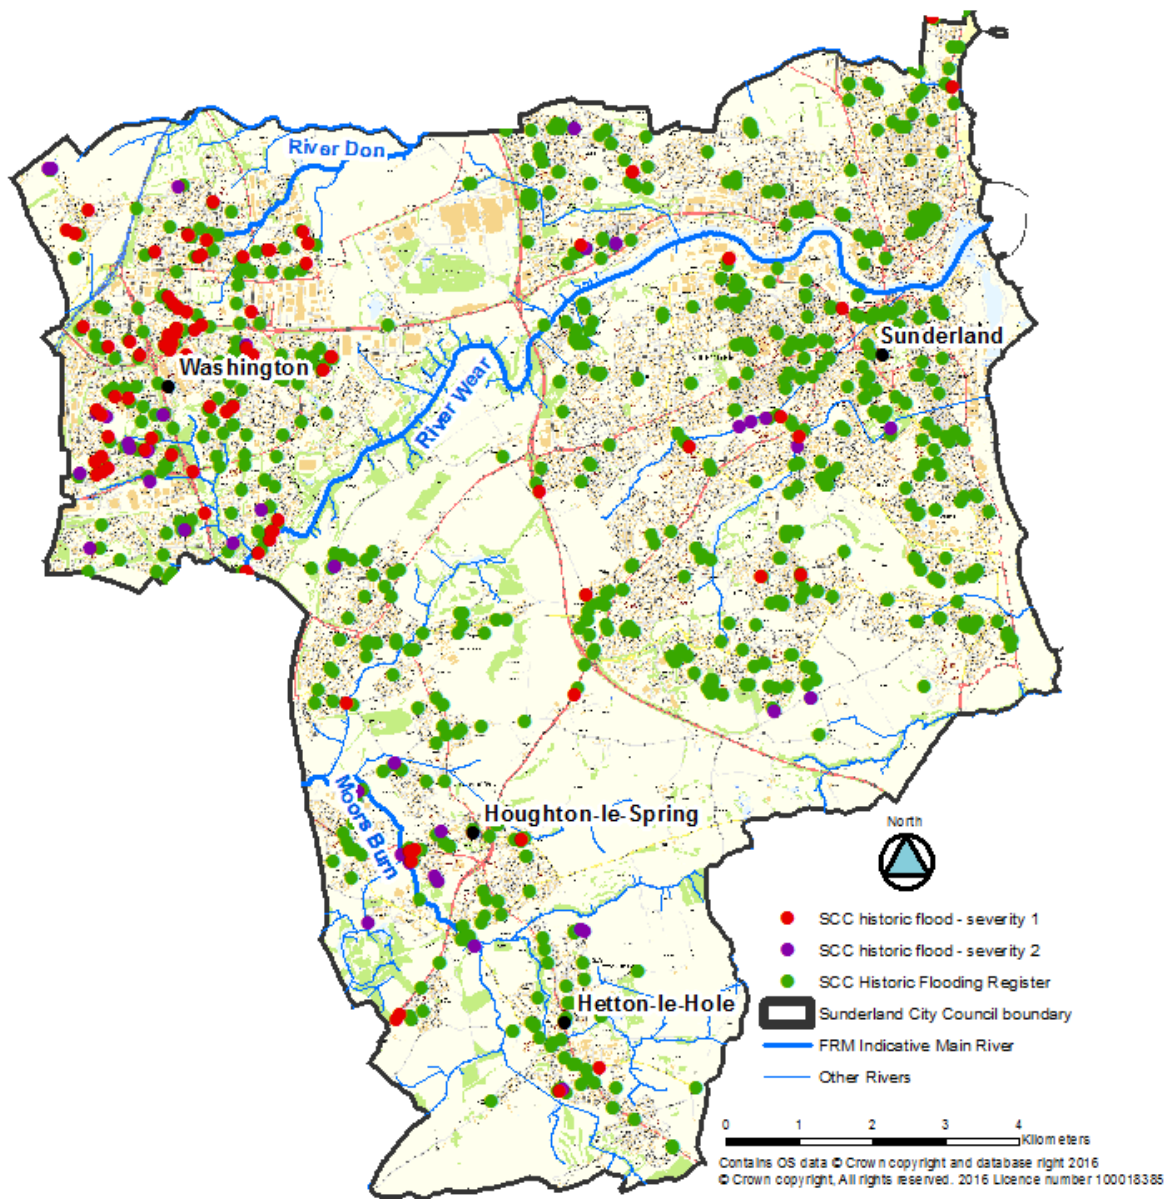 River Don
Sunderland
Washington
River Wear
Moors Burn
Houghton-le-Spring
North
SCC historic flood - severity 1
SCC historic flood - severity 2
SCC Historic Flooding Register
Hetton-le-Hole
Sunderland City Council boundary
FRM Indicative Main River
Other Rivers
0 1 2 3 4
Kilometers
Contains OS data © Crown copyright and database right 2016
© Crown copyright, All rights reserved. 2016 Licence number 100018385